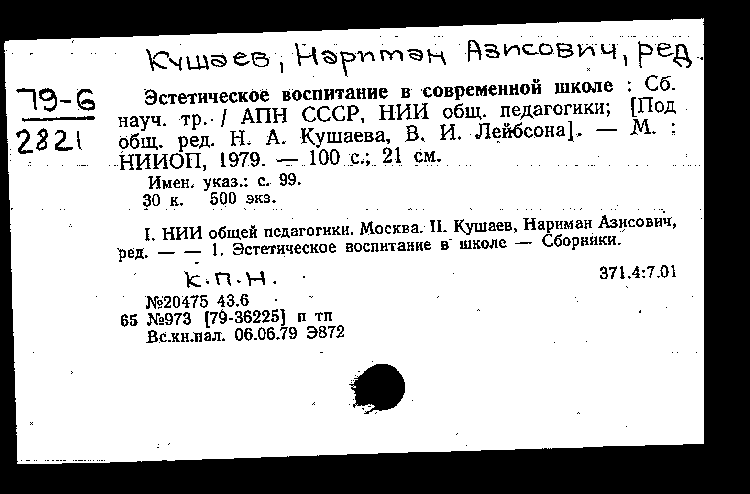 Кушаев, Нариман Азисович, ред.
79-6
2821
Эстетическое воспитание в современной школе : Сб.
науч. тр. / АПН СССР, НИИ общ. педагогики; [Под
общ. ред. Н. А. Кушаева, В. И. Лейбсона]. — М. :
НИИОП, 1979. — 100 с.; 21 см.
Имен. указ.: с. 99.
30 к. 500 экз.
I. НИИ общей педагогики. Москва. II. Кушаев, Нариман Азисович,
ред. — — 1. Эстетическое воспитание в школе — Сборники.
К.П.Н.
371.4:7.01
№20475 43.6
65 №973 [79-36225] п тп
Вс.кн.пал. 06.06.79 Э872